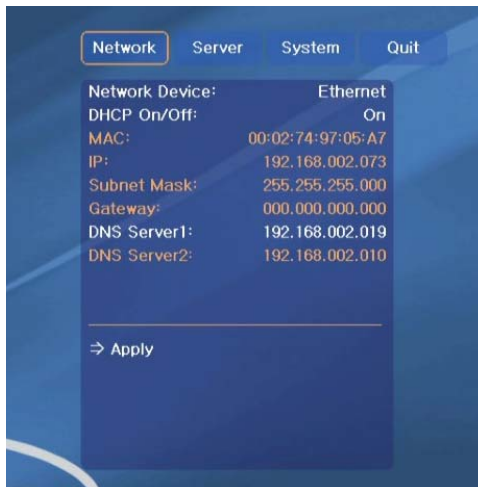 Network Server System Quit
Network Device: Ethernet
DHCP On/Off: On
MAC: 00:02:74:97:05:A7
IP: 192.168.002.073
Subnet Mask: 255.255.255.000
Gateway: 000.000.000.000
DNS Server1: 192.168.002.019
DNS Server2: 192.168.002.010
⇒ Apply